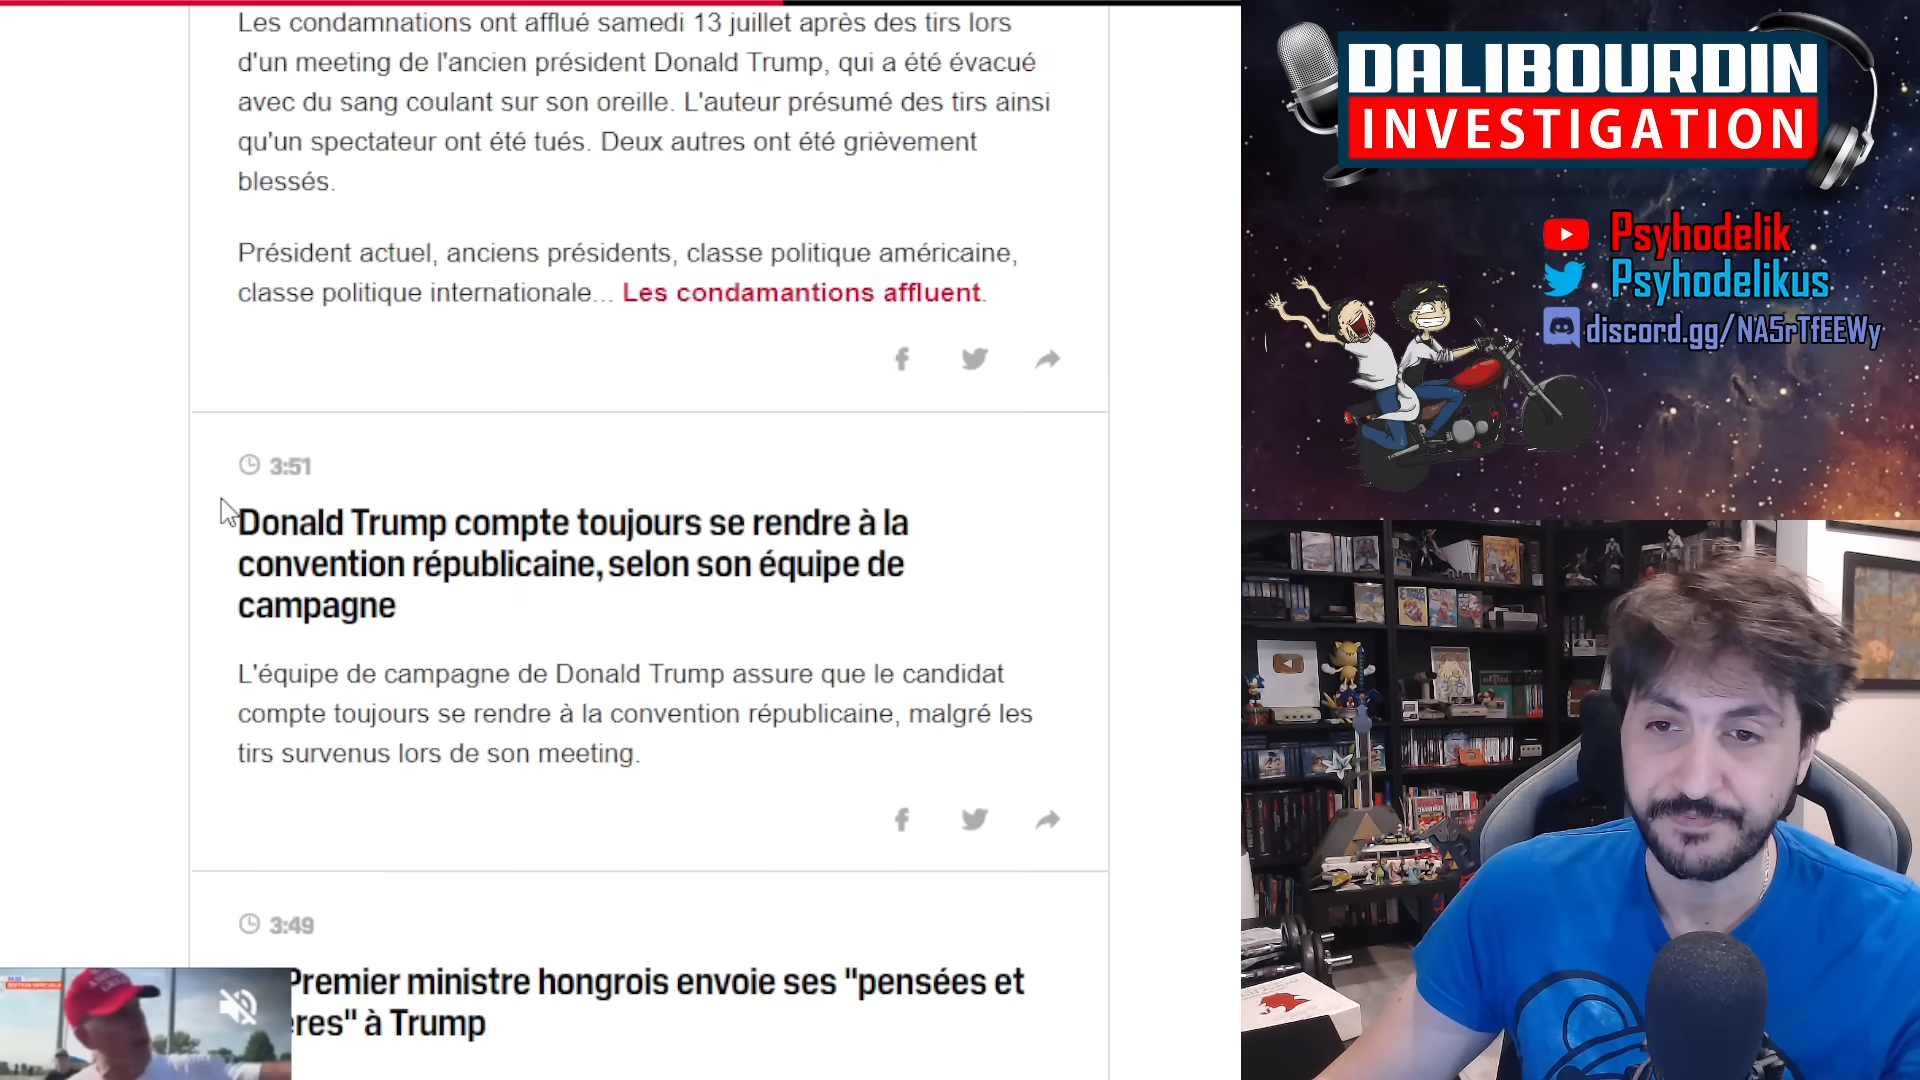 Les condamnations ont afflué samedi 13 juillet après des tirs lors
d'un meeting de l'ancien président Donald Trump, qui a été évacué
avec du sang coulant sur son oreille. L'auteur présumé des tirs ainsi
qu'un spectateur ont été tués. Deux autres ont été grièvement
blessés.
Président actuel, anciens présidents, classe politique américaine,
classe politique internationale... Les condamantions affluent.
3:51
Donald Trump compte toujours se rendre à la
convention républicaine, selon son équipe de
campagne
L'équipe de campagne de Donald Trump assure que le candidat
compte toujours se rendre à la convention républicaine, malgré les
tirs survenus lors de son meeting.
3:49
Premier ministre hongrois envoie ses "pensées et
ères" à Trump
DALIBOURDIN
INVESTIGATION
Psyhodelik
Psyhodelikus
discord.gg/NA5rTfEEWy